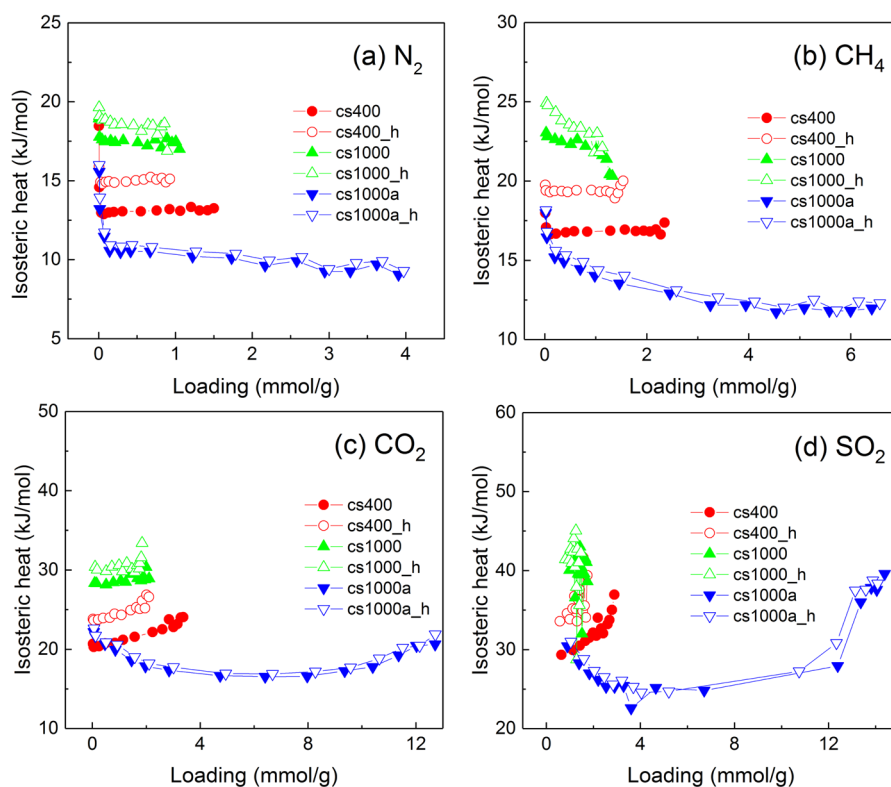 (a) N2
25
20
15
10
5
0
1
2
3
4
Isosteric heat (kJ/mol)
Loading (mmol/g)
cs400
cs400_h
cs1000
cs1000_h
cs1000a
cs1000a_h
(b) CH4
30
25
20
15
10
0
2
4
6
Isosteric heat (kJ/mol)
Loading (mmol/g)
cs400
cs400_h
cs1000
cs1000_h
cs1000a
cs1000a_h
(c) CO2
50
40
30
20
10
0
4
8
12
Isosteric heat (kJ/mol)
Loading (mmol/g)
cs400
cs400_h
cs1000
cs1000_h
cs1000a
cs1000a_h
(d) SO2
60
50
40
30
20
0
4
8
12
Isosteric heat (kJ/mol)
Loading (mmol/g)
cs400
cs400_h
cs1000
cs1000_h
cs1000a
cs1000a_h